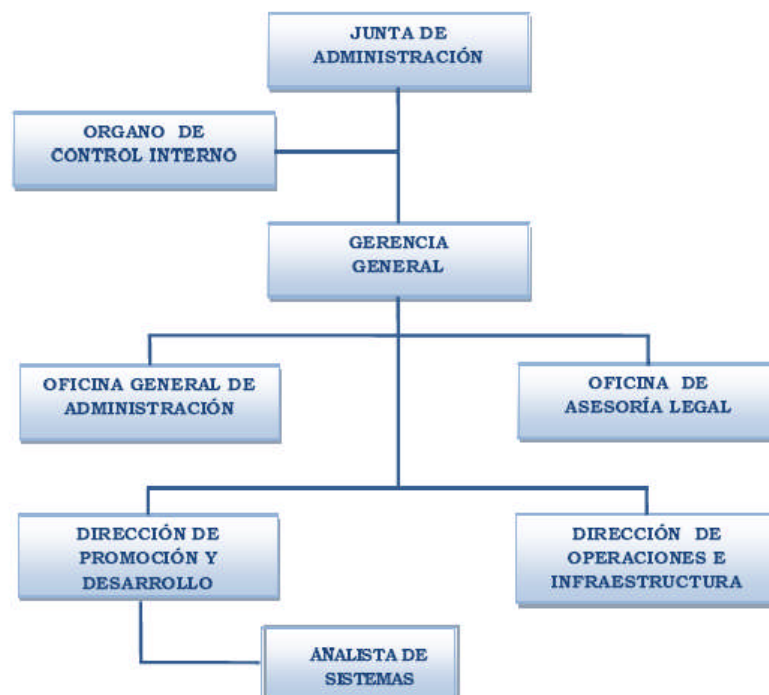 JUNTA DE
ADMINISTRACIÓN
ORGANO DE
CONTROL INTERNO
GERENCIA
GENERAL
OFICINA GENERAL DE
ADMINISTRACIÓN
OFICINA DE
ASESORÍA LEGAL
DIRECCIÓN DE
PROMOCIÓN Y
DESARROLLO
DIRECCIÓN DE
OPERACIONES E
INFRAESTRUCTURA
ANALISTA DE
SISTEMAS